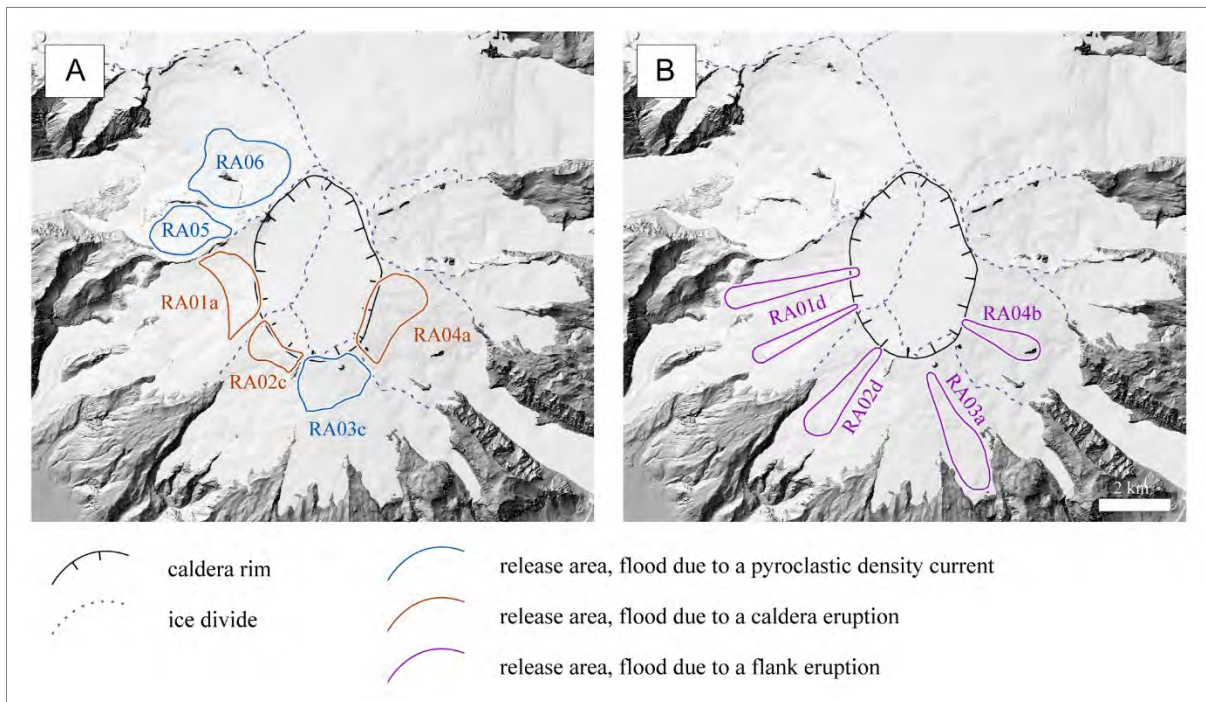 A
B
RA06
RA05
RA01a
RA02c
RA03c
RA04a
RA01d
RA02d
RA03a
RA04b
2 km
caldera rim
ice divide
release area, flood due to a pyroclastic density current
release area, flood due to a caldera eruption
release area, flood due to a flank eruption